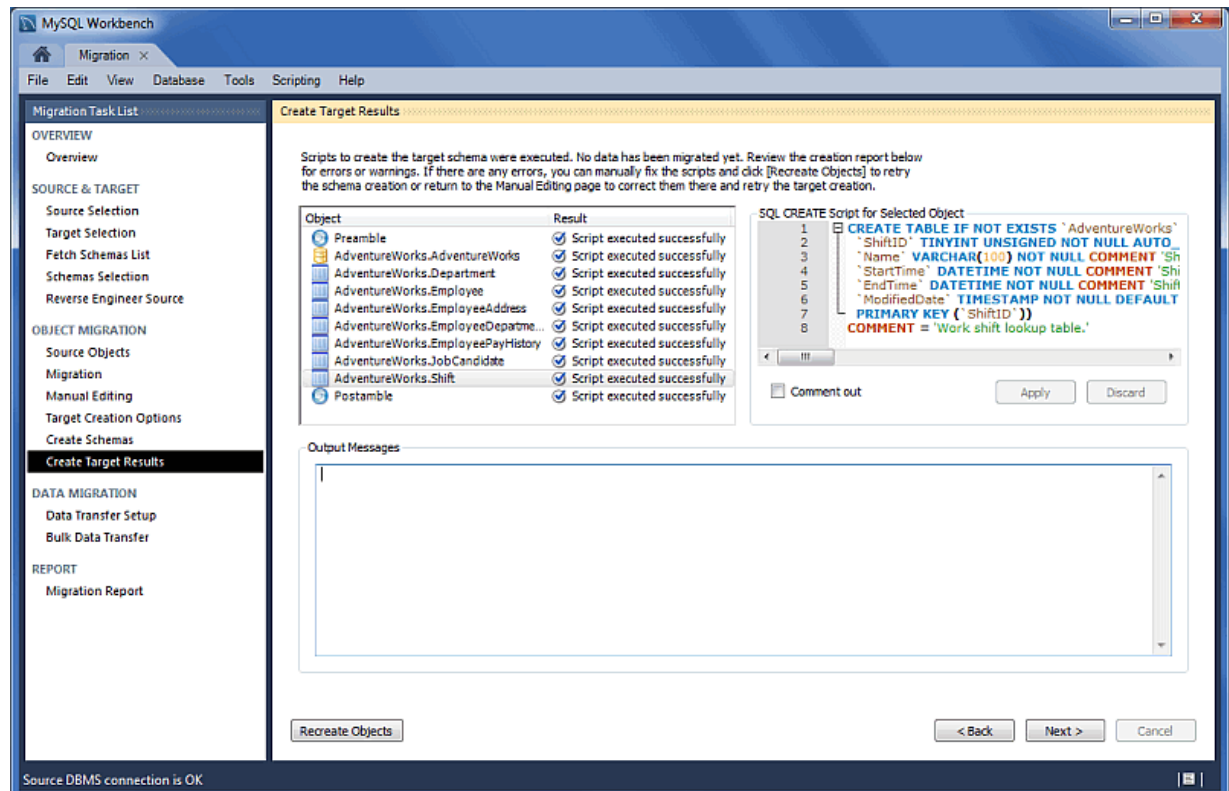 MySQL Workbench
Migration
File Edit View Database Tools Scripting Help
Migration Task List
OVERVIEW
Overview
SOURCE & TARGET
Source Selection
Target Selection
Fetch Schemas List
Schemas Selection
Reverse Engineer Source
OBJECT MIGRATION
Source Objects
Migration
Manual Editing
Target Creation Options
Create Schemas
Create Target Results
DATA MIGRATION
Data Transfer Setup
Bulk Data Transfer
REPORT
Migration Report
Create Target Results
Scripts to create the target schema were executed. No data has been migrated yet. Review the creation report below
for errors or warnings. If there are any errors, you can manually fix the scripts and click [Recreate Objects] to retry
the schema creation or return to the Manual Editing page to correct them there and retry the target creation.
Object Result
Preamble Script executed successfully
AdventureWorks.AdventureWorks Script executed successfully
AdventureWorks.Department Script executed successfully
AdventureWorks.Employee Script executed successfully
AdventureWorks.EmployeeAddress Script executed successfully
AdventureWorks.EmployeeDepartme... Script executed successfully
AdventureWorks.EmployeePayHistory Script executed successfully
AdventureWorks.JobCandidate Script executed successfully
AdventureWorks.Shift Script executed successfully
Postamble Script executed successfully
SQL CREATE Script for Selected Object
1 CREATE TABLE IF NOT EXISTS `AdventureWorks`
2 `ShiftID` TINYINT UNSIGNED NOT NULL AUTO_
3 `Name` VARCHAR(100) NOT NULL COMMENT 'Sh
4 `StartTime` DATETIME NOT NULL COMMENT 'Shi
5 `EndTime` DATETIME NOT NULL COMMENT 'Shift
6 `ModifiedDate` TIMESTAMP NOT NULL DEFAULT
7 PRIMARY KEY (`ShiftID`))
8 COMMENT = 'Work shift lookup table.'
Comment out Apply Discard
Output Messages
Recreate Objects < Back Next > Cancel
Source DBMS connection is OK